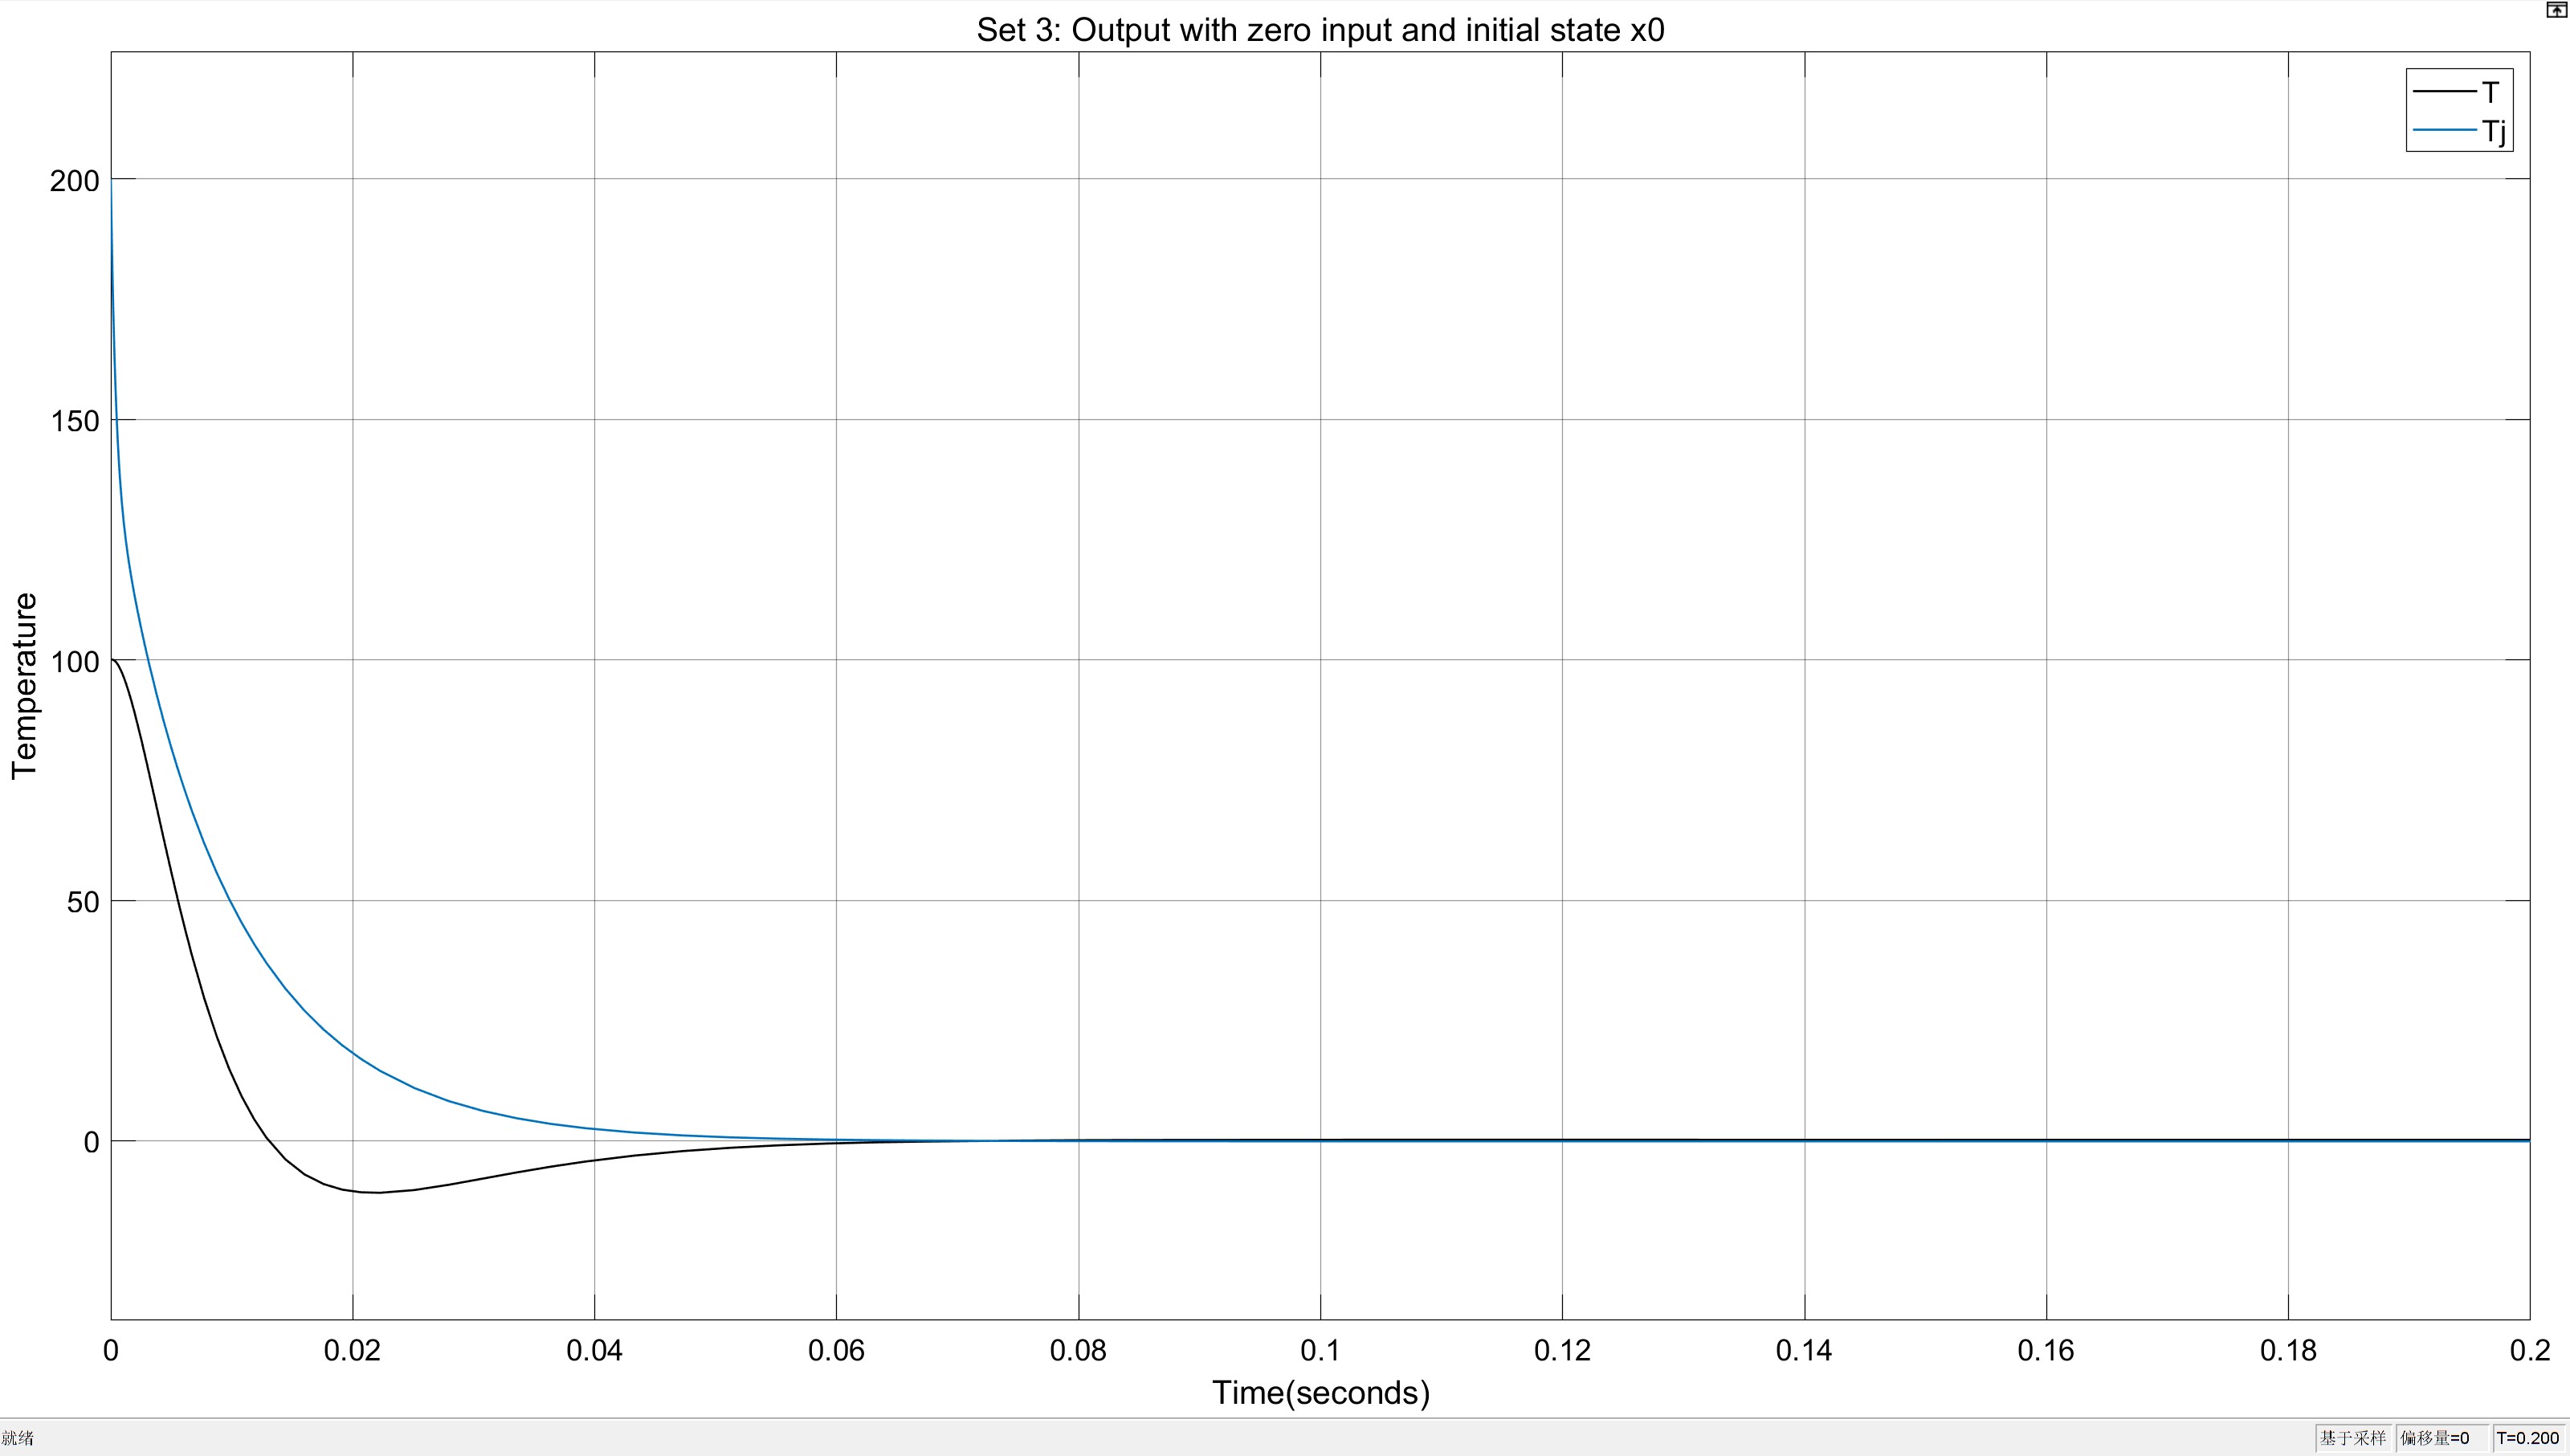 Set 3: Output with zero input and initial state x0
T
Tj
200
150
100
50
0
Temperature
0 0.02 0.04 0.06 0.08 0.1 0.12 0.14 0.16 0.18 0.2
Time(seconds)
就绪 基于采样 偏移量=0 T=0.200